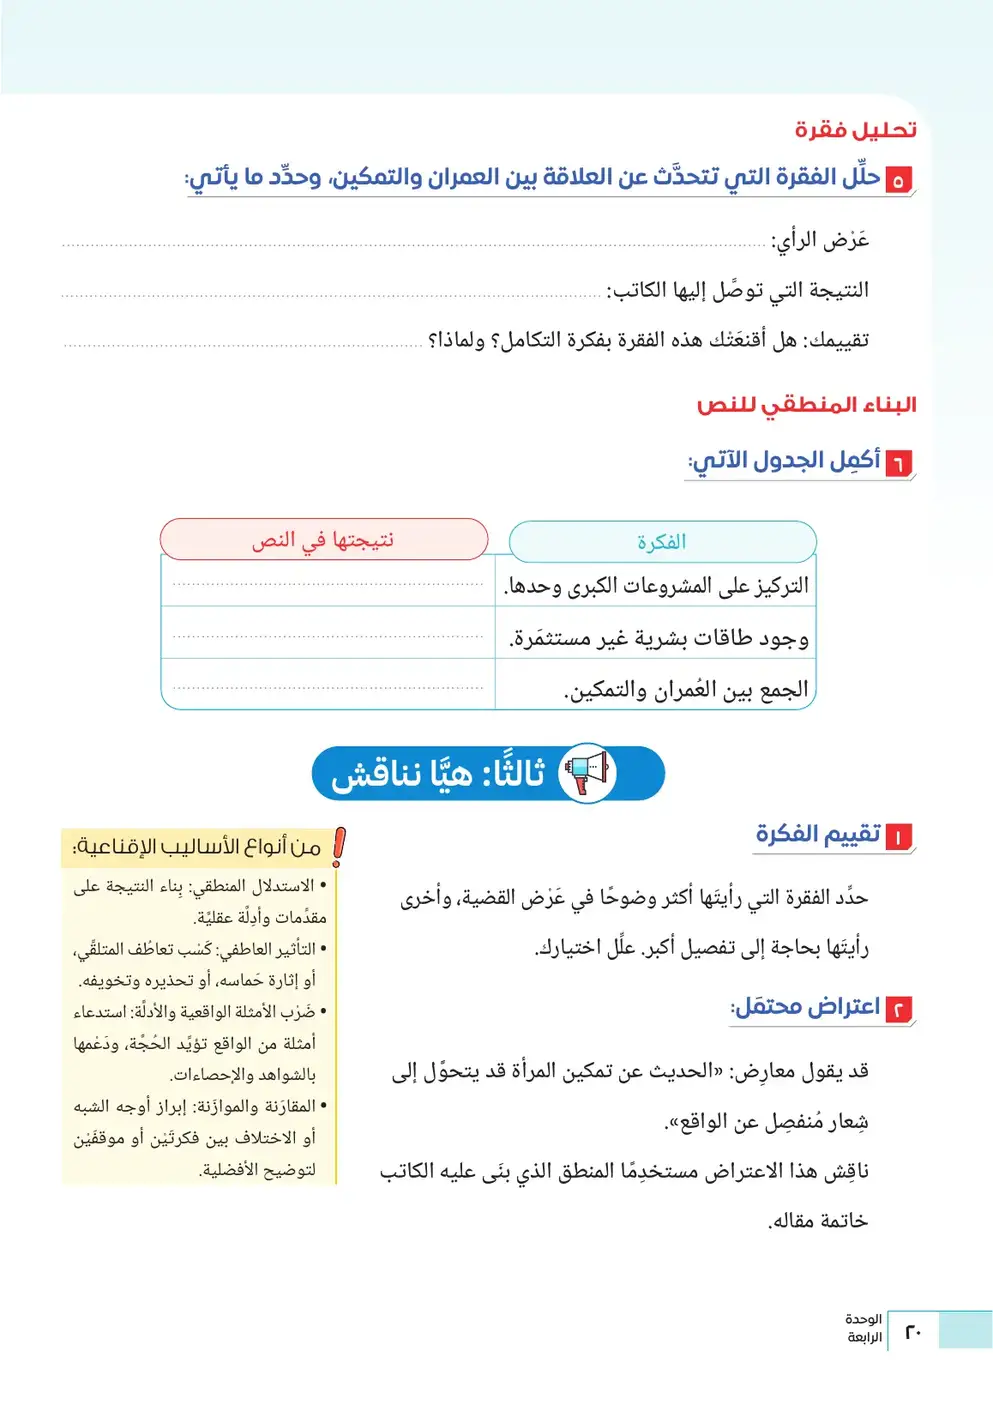 تحليل فقرة
٥ حلِّل الفقرة التي تتحدَّث عن العلاقة بين العمران والتمكين، وحدِّد ما يأتي:
عَرْض الرأي:
النتيجة التي توصَّل إليها الكاتب:
تقييمك: هل أقنعَتْك هذه الفقرة بفكرة التكامل؟ ولماذا؟
البناء المنطقي للنص
٦ أكمِل الجدول الآتي:
الفكرة
نتيجتها في النص
التركيز على المشروعات الكبرى وحدها.
وجود طاقات بشرية غير مستثمَرة.
الجمع بين العُمران والتمكين.
ثالثًا: هيَّا نناقش
١ تقييم الفكرة
حدِّد الفقرة التي رأيتَها أكثر وضوحًا في عَرْض القضية، وأخرى
رأيتَها بحاجة إلى تفصيل أكبر. علِّل اختيارك.
٢ اعتراض محتمَل:
قد يقول معارِض: «الحديث عن تمكين المرأة قد يتحوَّل إلى
شِعار مُنفصِل عن الواقع».
ناقِش هذا الاعتراض مستخدِمًا المنطق الذي بنَى عليه الكاتب
خاتمة مقاله.
من أنواع الأساليب الإقناعية:
• الاستدلال المنطقي: بِناء النتيجة على
مقدِّمات وأدِلَّة عقليَّة.
• التأثير العاطفي: كَسْب تعاطُف المتلقِّي،
أو إثارة حَماسه، أو تحذيره وتخويفه.
• ضَرْب الأمثلة الواقعية والأدلَّة: استدعاء
أمثلة من الواقع تؤيِّد الحُجَّة، ودَعْمها
بالشواهد والإحصاءات.
• المقارَنة والموازَنة: إبراز أوجه الشبه
أو الاختلاف بين فكرتَيْن أو موقفَيْن
لتوضيح الأفضلية.
الوحدة
الرابعة
٢٠